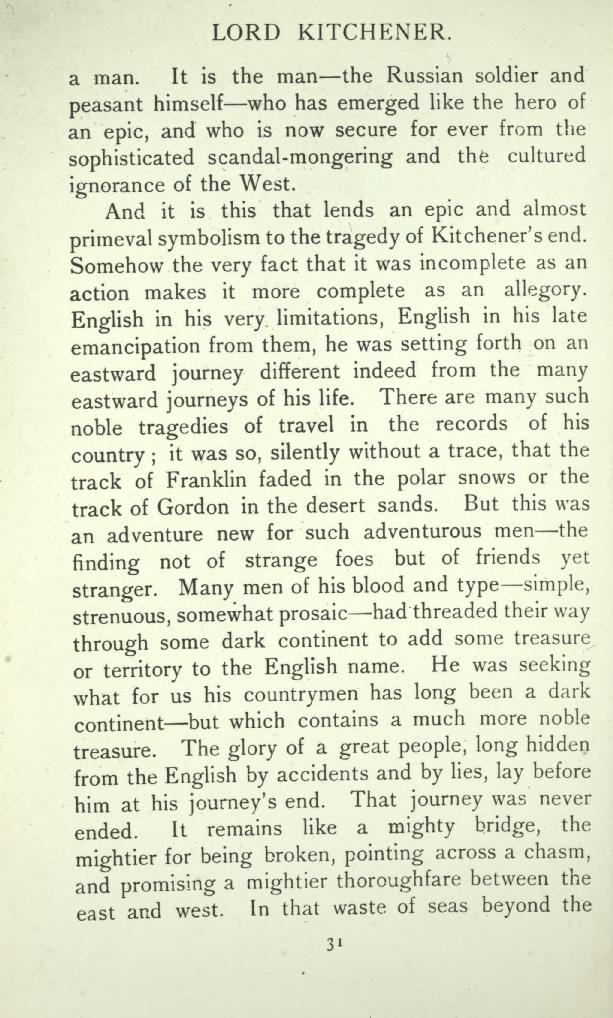 LORD KITCHENER.
a man. It is the man—the Russian soldier and
peasant himself—who has emerged like the hero of
an epic, and who is now secure for ever from the
sophisticated scandal-mongering and the cultured
ignorance of the West.
And it is this that lends an epic and almost
primeval symbolism to the tragedy of Kitchener's end.
Somehow the very fact that it was incomplete as an
action makes it more complete as an allegory.
English in his very limitations, English in his late
emancipation from them, he was setting forth on an
eastward journey different indeed from the many
eastward journeys of his life. There are many such
noble tragedies of travel in the records of his
country; it was so, silently without a trace, that the
track of Franklin faded in the polar snows or the
track of Gordon in the desert sands. But this was
an adventure new for such adventurous men—the
finding not of strange foes but of friends yet
stranger. Many men of his blood and type—simple,
strenuous, somewhat prosaic—had threaded their way
through some dark continent to add some treasure
or territory to the English name. He was seeking
what for us his countrymen has long been a dark
continent—but which contains a much more noble
treasure. The glory of a great people, long hidden
from the English by accidents and by lies, lay before
him at his journey's end. That journey was never
ended. It remains like a mighty bridge, the
mightier for being broken, pointing across a chasm,
and promising a mightier thoroughfare between the
east and west. In that waste of seas beyond the
31